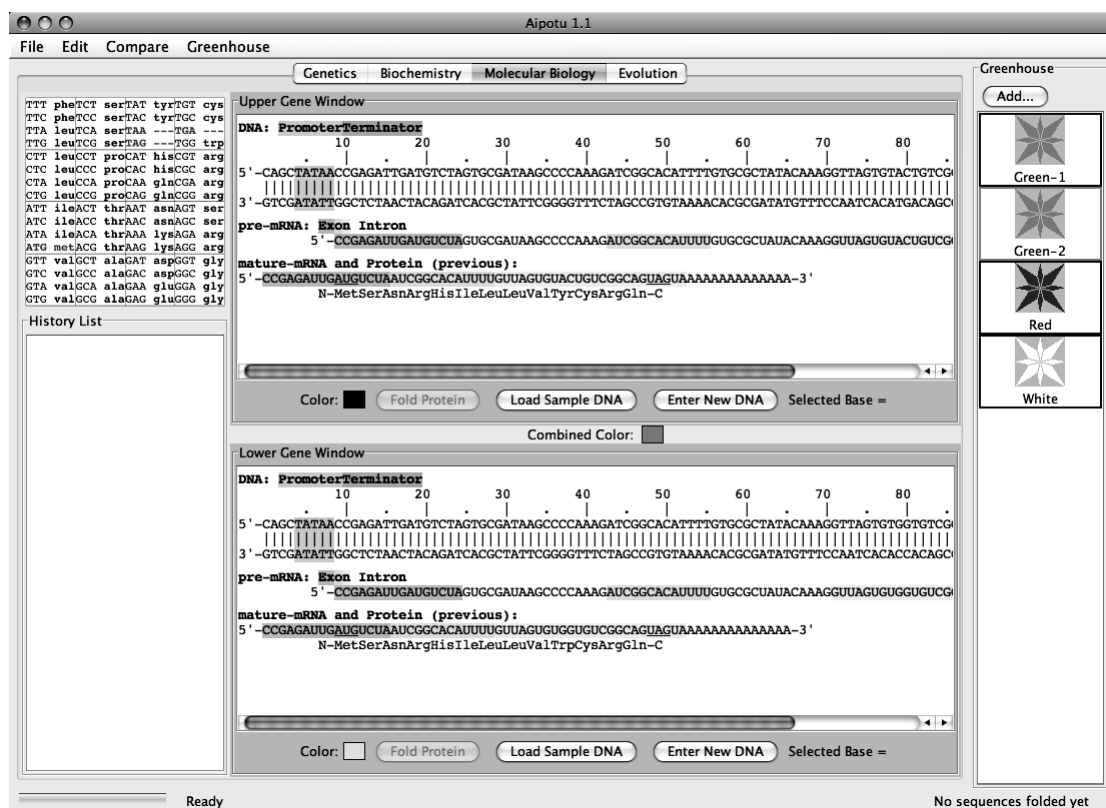 Aipotu 1.1
File Edit Compare Greenhouse
Genetics Biochemistry Molecular Biology Evolution
TTT pheTCT serTAT tyrTGT cys
TTC pheTCC serTAC tyrTGC cys
TTA leuTCA serTAA ---TGA ---
TTG leuTCG serTAG ---TGG trp
CTT leuCCT proCAT hisCGT arg
CTC leuCCC proCAC hisCGC arg
CTA leuCCA proCAA glnCGA arg
CTG leuCCG proCAG glnCGG arg
ATT ileACT thrAAT asnAGT ser
ATC ileACC thrAAC asnAGC ser
ATA ileACA thrAAA lysAGA arg
ATG metACG thrAAG lysAGG arg
GTT valGCT alaGAT aspGGT gly
GTC valGCC alaGAC aspGGC gly
GTA valGCA alaGAA gluGGA gly
GTG valGCG alaGAG gluGGG gly
History List
Upper Gene Window
DNA: PromoterTerminator
10 20 30 40 50 60 70 80
5'-CAGCTATAACCGAGATTGATGTCTAGTGCGATAAGCCCCAAAGATCGGCACATTTTGTGCGCTATACAAAGGTTAGTGTACTGTCG
3'-GTCGATATTGGCTCTAACTACAGATCACGCTATTCGGGGTTTCTAGCCGTGTAAAACACGCGATATGTTTCCAATCACATGACAGC
pre-mRNA: Exon Intron
5'-CCGAGAUUGAUGUCUAGUGCGAUAAGCCCCAAAGAUCGGCACAUUUUGUGCGCUAUACAAAGGUUAGUGUACUGUCG
mature-mRNA and Protein (previous):
5'-CCGAGAUUGAUGUCUAAUCGGCACAUUUUGUUAGUGUACUGUCGGCAGUAGUAAAAAAAAAAAAAA-3'
N-MetSerAsnArgHisIleLeuLeuValTyrCysArgGln-C
Color: Fold Protein Load Sample DNA Enter New DNA Selected Base =
Combined Color:
Lower Gene Window
DNA: PromoterTerminator
10 20 30 40 50 60 70 80
5'-CAGCTATAACCGAGATTGATGTCTAGTGCGATAAGCCCCAAAGATCGGCACATTTTGTGCGCTATACAAAGGTTAGTGTGGTGTCG
3'-GTCGATATTGGCTCTAACTACAGATCACGCTATTCGGGGTTTCTAGCCGTGTAAAACACGCGATATGTTTCCAATCACACCACAGC
pre-mRNA: Exon Intron
5'-CCGAGAUUGAUGUCUAGUGCGAUAAGCCCCAAAGAUCGGCACAUUUUGUGCGCUAUACAAAGGUUAGUGUGGUGUCG
mature-mRNA and Protein (previous):
5'-CCGAGAUUGAUGUCUAAUCGGCACAUUUUGUUAGUGUGGUGUCGGCAGUAGUAAAAAAAAAAAAAA-3'
N-MetSerAsnArgHisIleLeuLeuValTrpCysArgGln-C
Color: Fold Protein Load Sample DNA Enter New DNA Selected Base =
Greenhouse
Add...
Green-1
Green-2
Red
White
Ready
No sequences folded yet